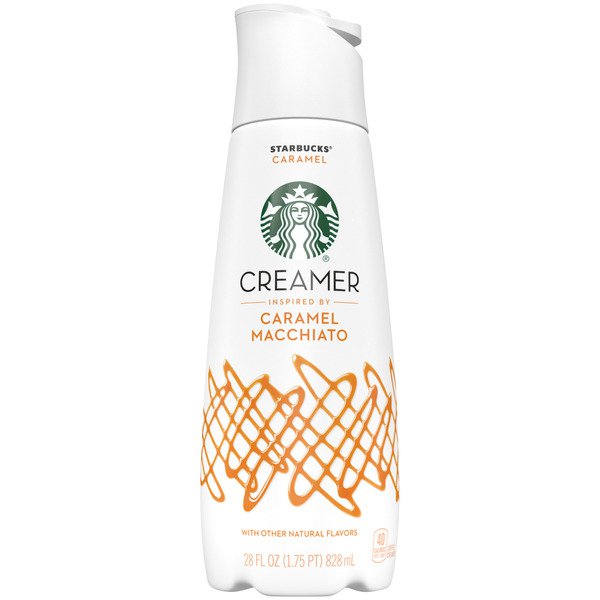 STARBUCKS®
CARAMEL
®
CREAMER
INSPIRED BY
CARAMEL
MACCHIATO
WITH OTHER NATURAL FLAVORS
40
28 FL OZ (1.75 PT) 828 mL